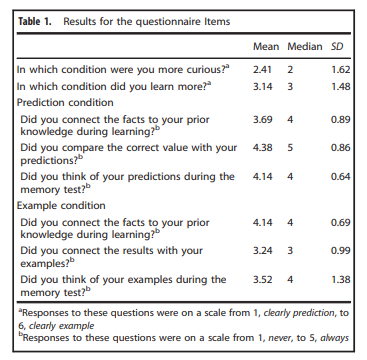 Table 1. Results for the questionnaire Items
Mean Median SD
In which condition were you more curious?a 2.41 2 1.62
In which condition did you learn more?a 3.14 3 1.48
Prediction condition
Did you connect the facts to your prior 3.69 4 0.89
knowledge during learning?b
Did you compare the correct value with your 4.38 5 0.86
predictions?b
Did you think of your predictions during the 4.14 4 0.64
memory test?b
Example condition
Did you connect the facts to your prior 4.14 4 0.69
knowledge during learning?b
Did you connect the results with your 3.24 3 0.99
examples?b
Did you think of your examples during the 3.52 4 1.38
memory test?b
aResponses to these questions were on a scale from 1, clearly prediction, to
6, clearly example
bResponses to these questions were on a scale from 1, never, to 5, always